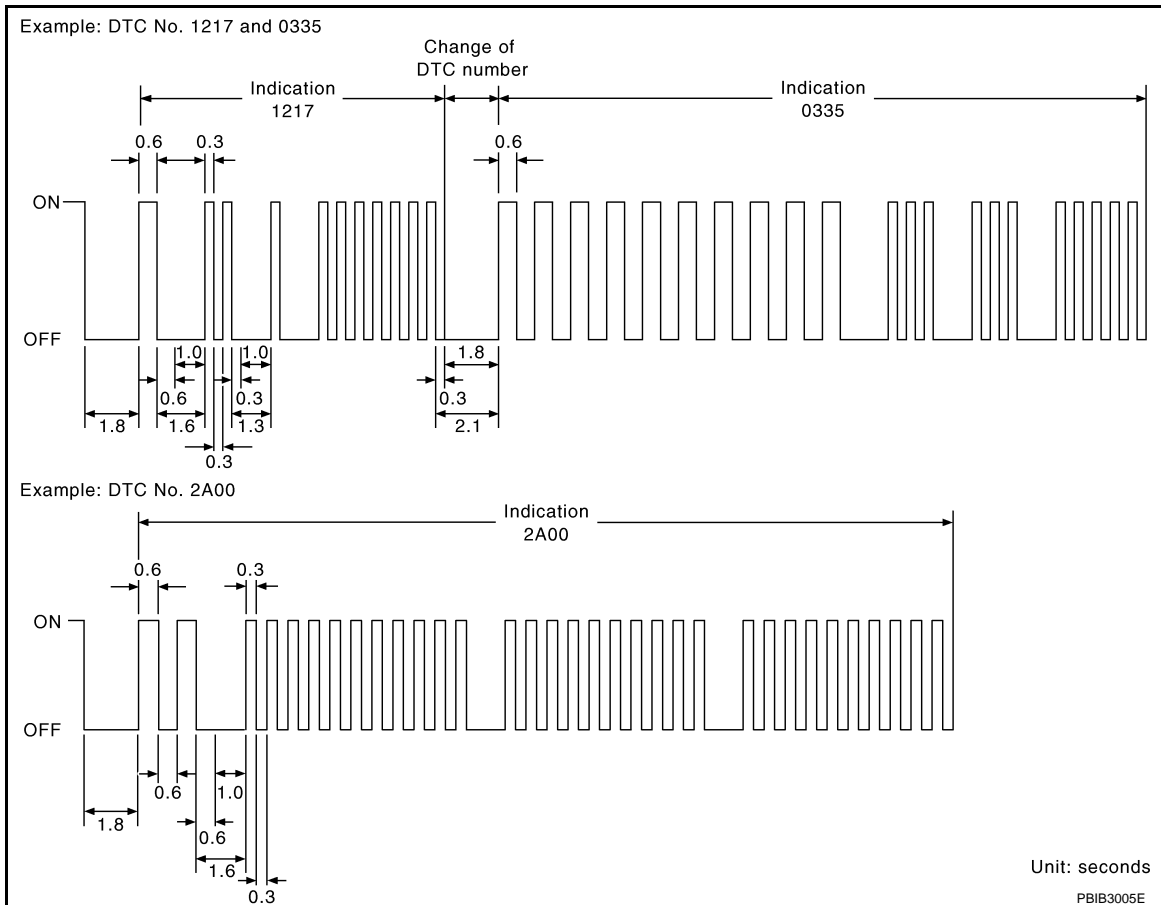 Example: DTC No. 1217 and 0335
Change of
DTC number
Indication
1217
Indication
0335
0.6
0.3
0.6
ON
OFF
1.0
1.0
1.8
0.6
0.3
0.3
1.8
1.6
1.3
2.1
0.3
Example: DTC No. 2A00
Indication
2A00
0.6
0.3
ON
OFF
0.6
1.0
1.8
0.6
1.6
0.3
Unit: seconds
PBIB3005E